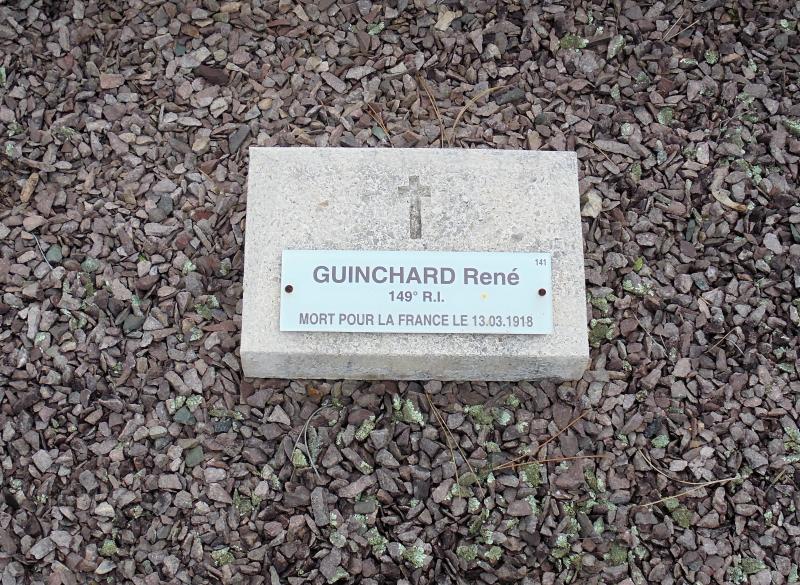 141
GUINCHARD René
149° R.I.
MORT POUR LA FRANCE LE 13.03.1918